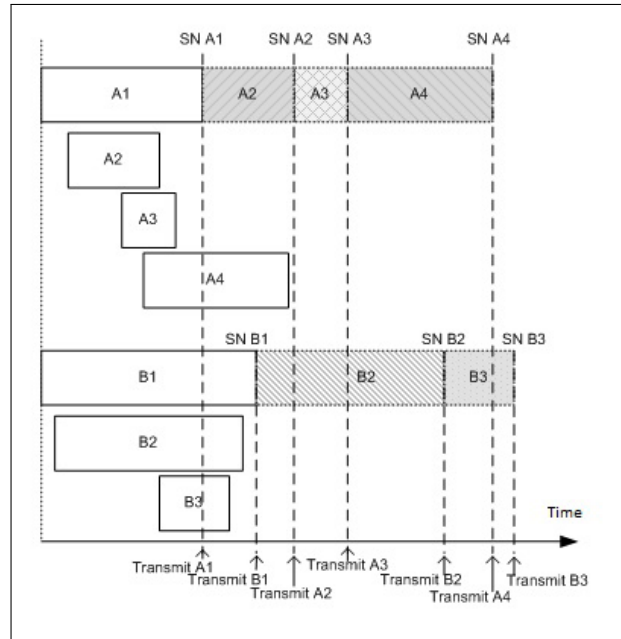 SN A1 SN A2 SN A3 SN A4
A1 A2 A3 A4
A2
A3
A4
SN B1 SN B2 SN B3
B1 B2 B3
B2
B3
Time
Transmit A1 Transmit A3
Transmit B1 Transmit B2 Transmit B3
Transmit A2 Transmit A4